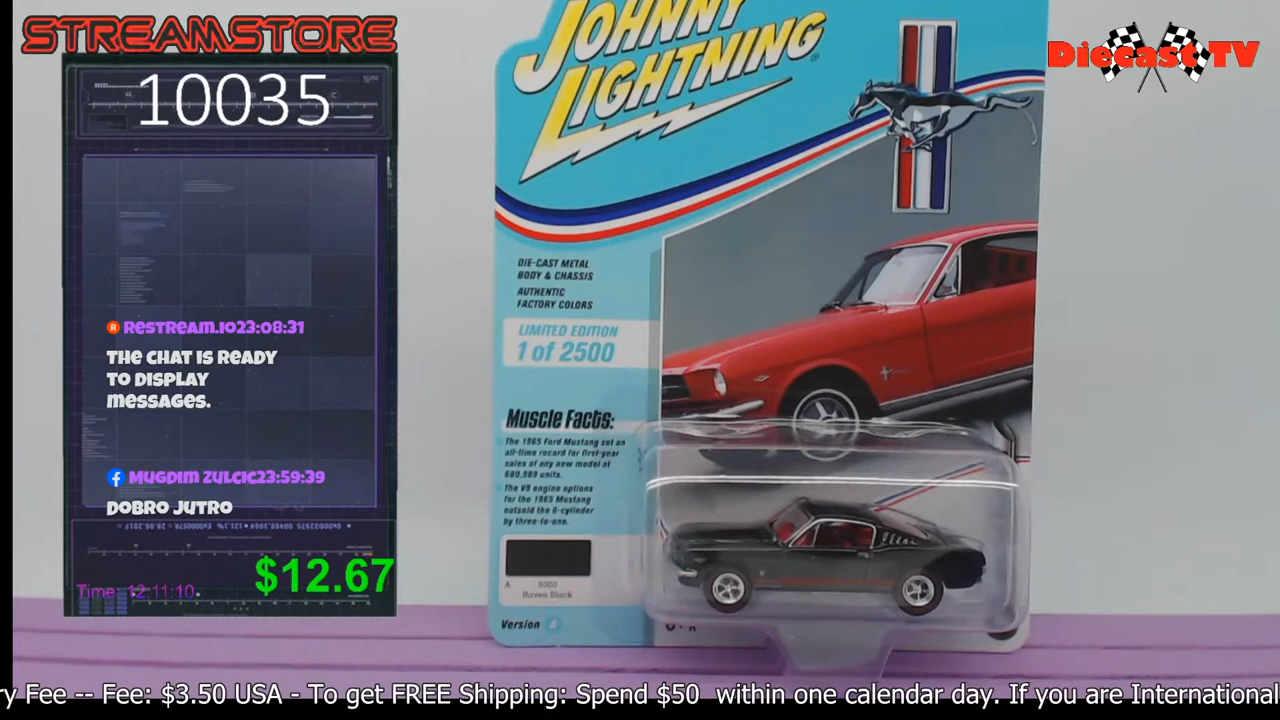 STREAMSTORE
10035
Restream.io23:08:31
The chat is ready
to display
messages.
Mugdim Zulcic23:59:39
Dobro jutro
Time: 12:11:10
$12.67
JOHNNY
LIGHTNING
DIE-CAST METAL
BODY & CHASSIS
AUTHENTIC
FACTORY COLORS
LIMITED EDITION
1 of 2500
Muscle Facts:
The 1965 Ford Mustang set an
all-time record for first-year
sales of any new model at
680,989 units.
The V8 engine options
for the 1965 Mustang
outsold the 6-cylinder
by three-to-one.
A
Raven Black
Version A
Diecast TV
ry Fee -- Fee: $3.50 USA - To get FREE Shipping: Spend $50 within one calendar day. If you are International